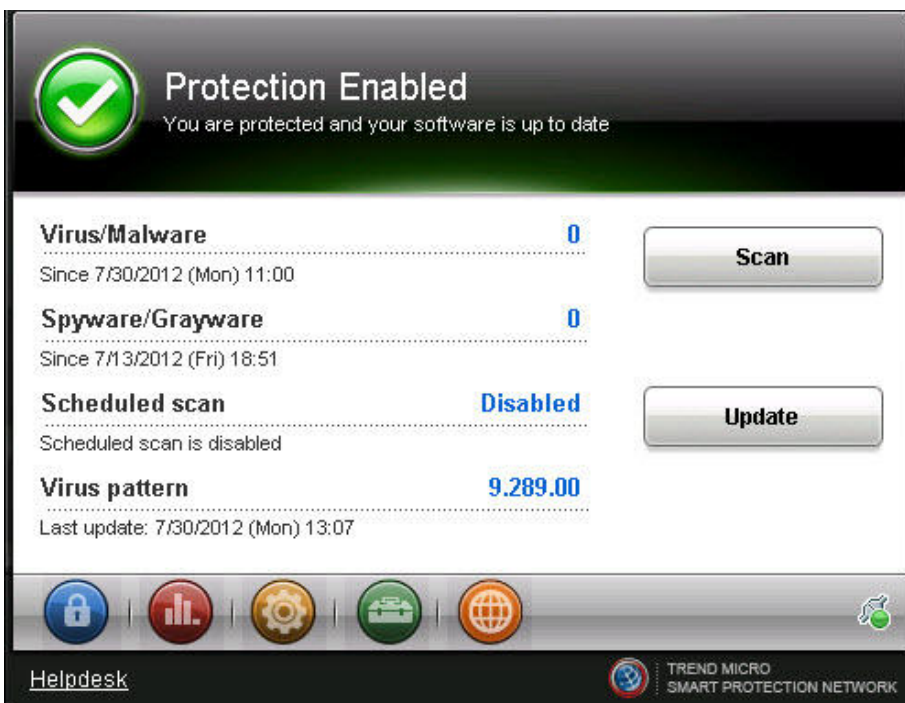 Protection Enabled
You are protected and your software is up to date
Virus/Malware 0
Since 7/30/2012 (Mon) 11:00
Scan
Spyware/Grayware 0
Since 7/13/2012 (Fri) 18:51
Scheduled scan Disabled
Scheduled scan is disabled
Update
Virus pattern 9.289.00
Last update: 7/30/2012 (Mon) 13:07
Helpdesk
TREND MICRO
SMART PROTECTION NETWORK